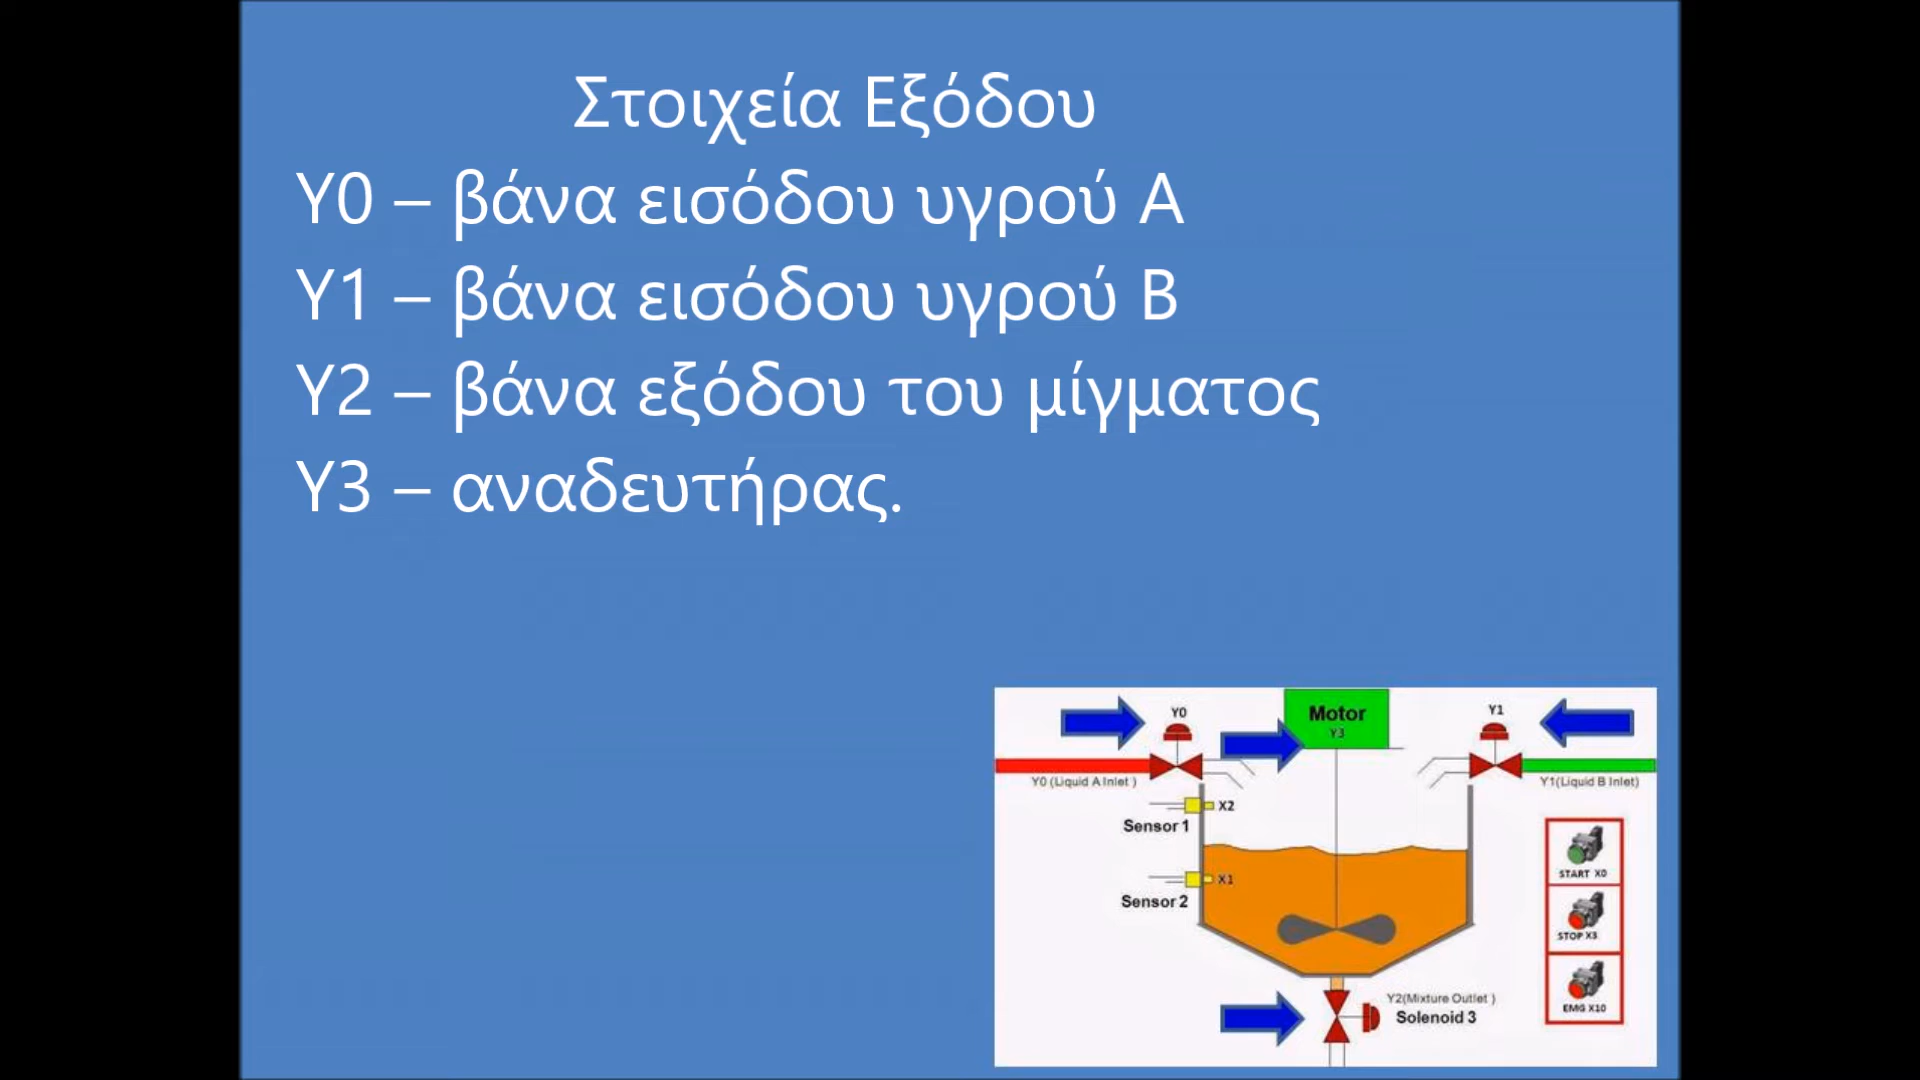 Στοιχεία Εξόδου
Y0 – βάνα εισόδου υγρού Α
Y1 – βάνα εισόδου υγρού Β
Y2 – βάνα εξόδου του μίγματος
Y3 – αναδευτήρας.
Y0
Motor
Y3
Y1
Y0 (Liquid A Inlet )
Y1(Liquid B Inlet)
X2
Sensor 1
X1
Sensor 2
START X0
STOP X3
EMG X10
Y2(Mixture Outlet )
Solenoid 3